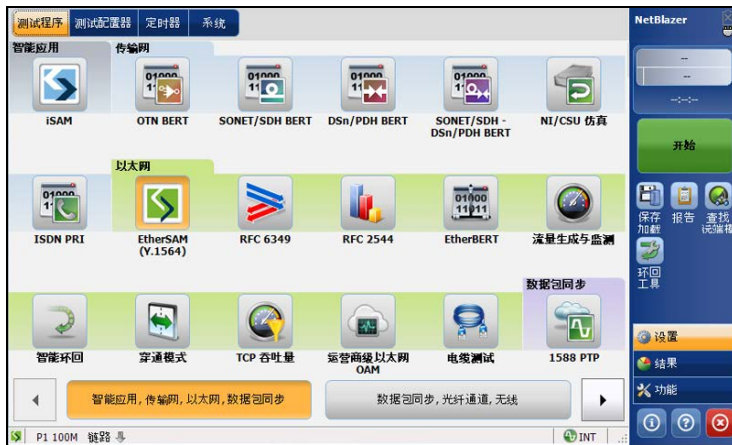 测试程序 测试配置器 定时器 系统
NetBlazer
智能应用 传输网
iSAM OTN BERT SONET/SDH BERT DSn/PDH BERT SONET/SDH - NI/CSU 仿真
DSn/PDH BERT
--
--
--:--:--
开始
以太网
ISDN PRI EtherSAM RFC 6349 RFC 2544 EtherBERT 流量生成与监测
(Y.1564)
保存 报告 查找
加载 远端模
环回
工具
数据包同步
智能环回 穿通模式 TCP 吞吐量 运营商级以太网 电缆测试 1588 PTP
OAM
智能应用,传输网,以太网,数据包同步 数据包同步,光纤通道,无线
设置
结果
功能
P1 100M 链路 INT